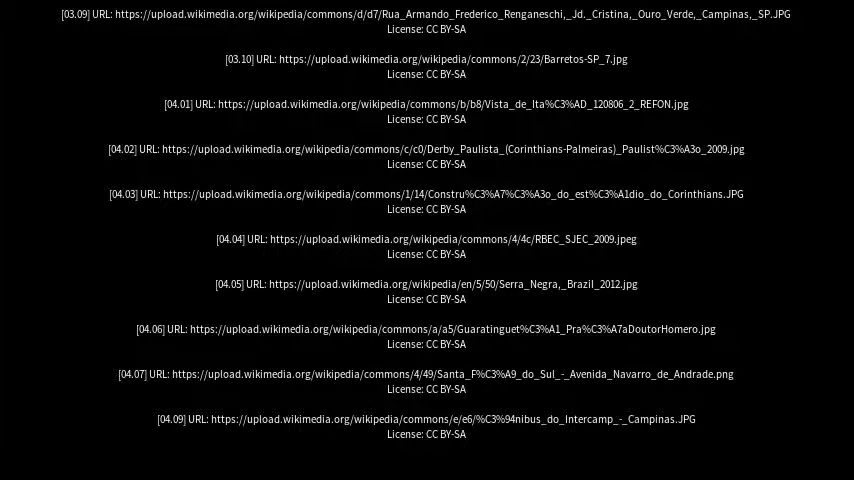 [03.09] URL: https://upload.wikimedia.org/wikipedia/commons/d/d7/Rua_Armando_Frederico_Renganeschi,_Jd._Cristina,_Ouro_Verde,_Campinas,_SP.JPG
License: CC BY-SA
[03.10] URL: https://upload.wikimedia.org/wikipedia/commons/2/23/Barretos-SP_7.jpg
License: CC BY-SA
[04.01] URL: https://upload.wikimedia.org/wikipedia/commons/b/b8/Vista_de_Ita%C3%AD_120806_2_REFON.jpg
License: CC BY-SA
[04.02] URL: https://upload.wikimedia.org/wikipedia/commons/c/c0/Derby_Paulista_(Corinthians-Palmeiras)_Paulist%C3%A3o_2009.jpg
License: CC BY-SA
[04.03] URL: https://upload.wikimedia.org/wikipedia/commons/1/14/Constru%C3%A7%C3%A3o_do_est%C3%A1dio_do_Corinthians.JPG
License: CC BY-SA
[04.04] URL: https://upload.wikimedia.org/wikipedia/commons/4/4c/RBEC_SJEC_2009.jpeg
License: CC BY-SA
[04.05] URL: https://upload.wikimedia.org/wikipedia/en/5/50/Serra_Negra,_Brazil_2012.jpg
License: CC BY-SA
[04.06] URL: https://upload.wikimedia.org/wikipedia/commons/a/a5/Guaratinguet%C3%A1_Pra%C3%A7aDoutorHomero.jpg
License: CC BY-SA
[04.07] URL: https://upload.wikimedia.org/wikipedia/commons/4/49/Santa_F%C3%A9_do_Sul_-_Avenida_Navarro_de_Andrade.png
License: CC BY-SA
[04.09] URL: https://upload.wikimedia.org/wikipedia/commons/e/e6/%C3%94nibus_do_Intercamp_-_Campinas.JPG
License: CC BY-SA